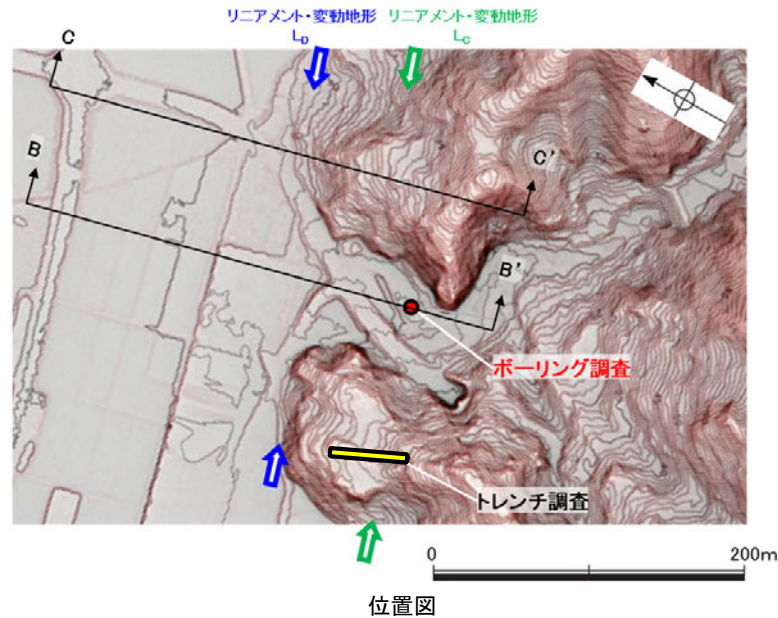 リニアメント・変動地形
L_D
リニアメント・変動地形
L_C
C
B
C'
B'
ボーリング調査
トレンチ調査
0
200m
位置図